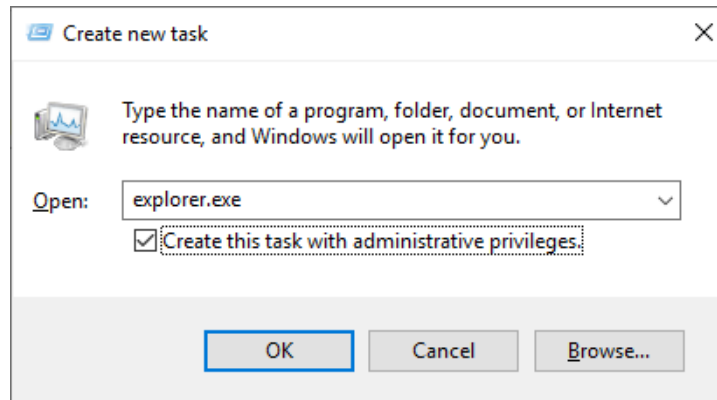 Create new task
Type the name of a program, folder, document, or Internet
resource, and Windows will open it for you.
Open: explorer.exe
Create this task with administrative privileges.
OK Cancel Browse...